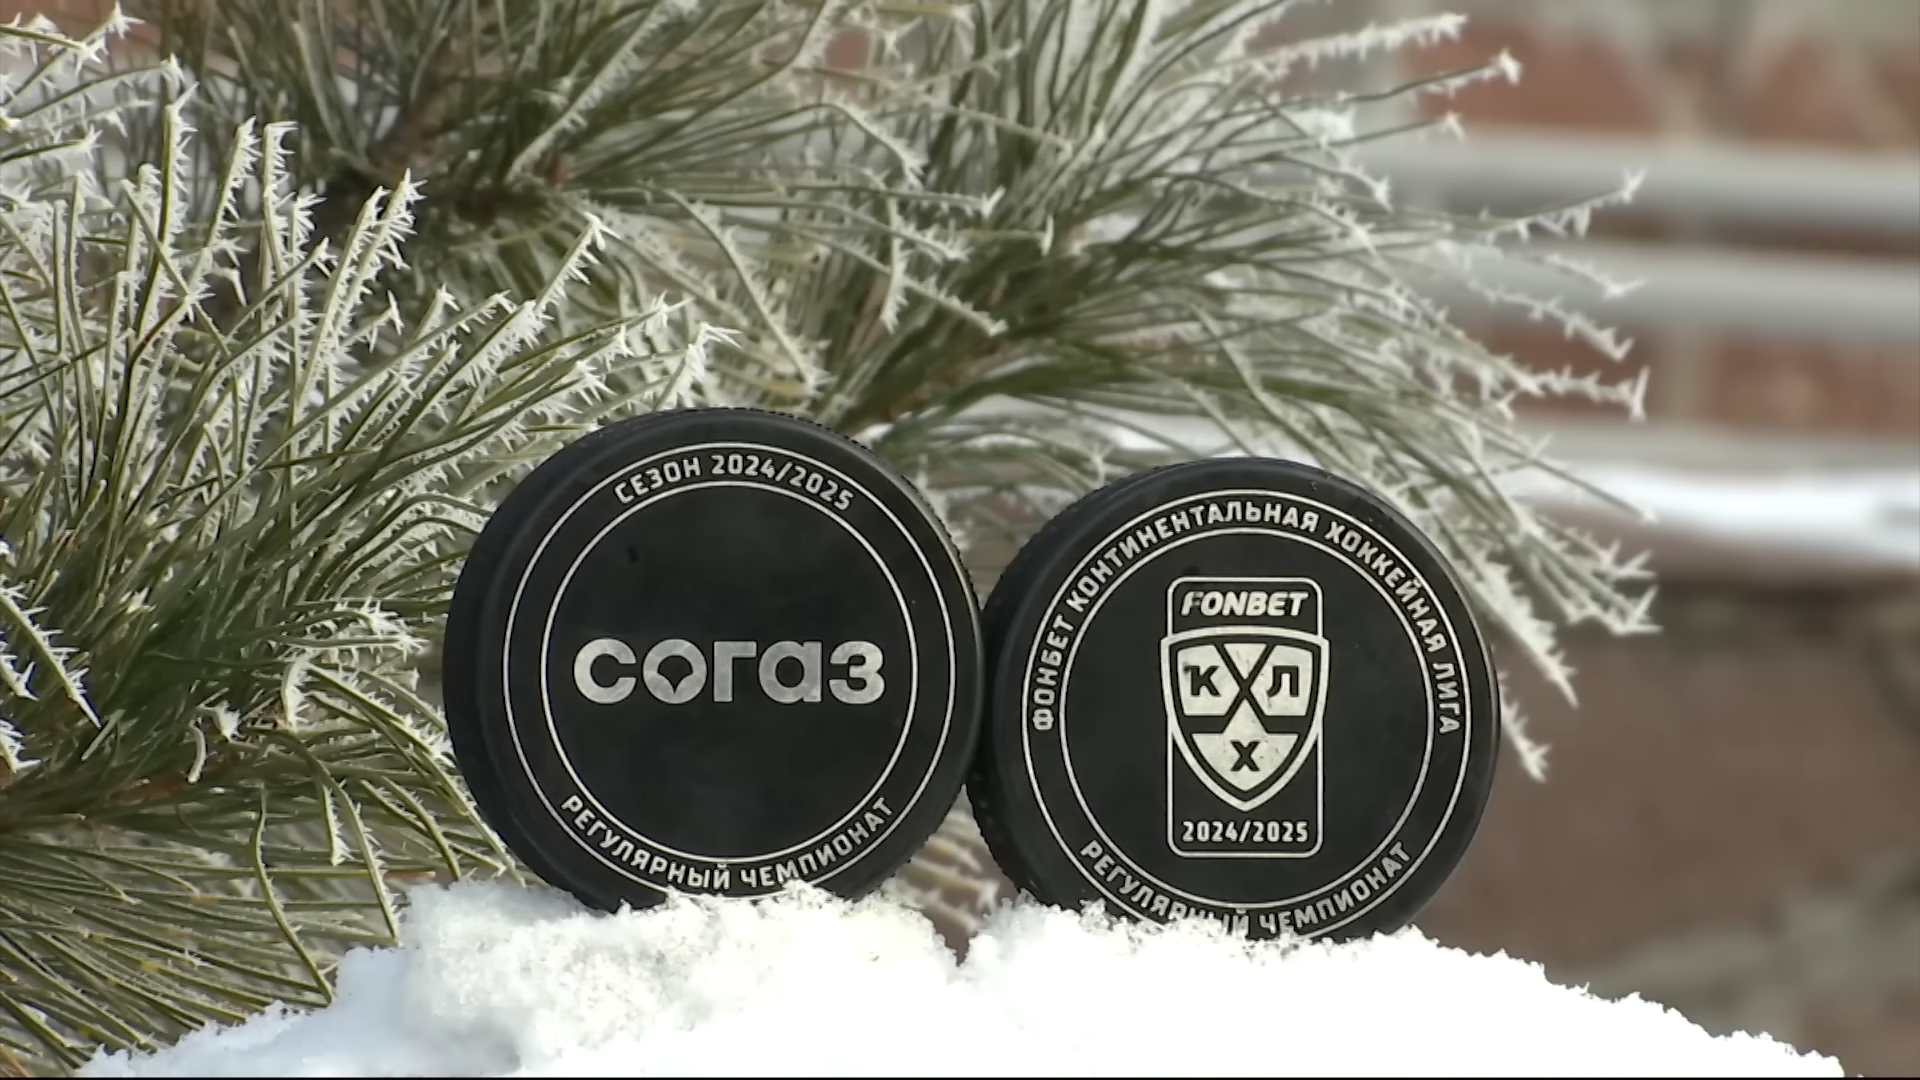 СЕЗОН 2024/2025
согаз
РЕГУЛЯРНЫЙ ЧЕМПИОНАТ
ФОНБЕТ КОНТИНЕНТАЛЬНАЯ ХОККЕЙНАЯ ЛИГА
FONBET
К Л
Х
2024/2025
РЕГУЛЯРНЫЙ ЧЕМПИОНАТ